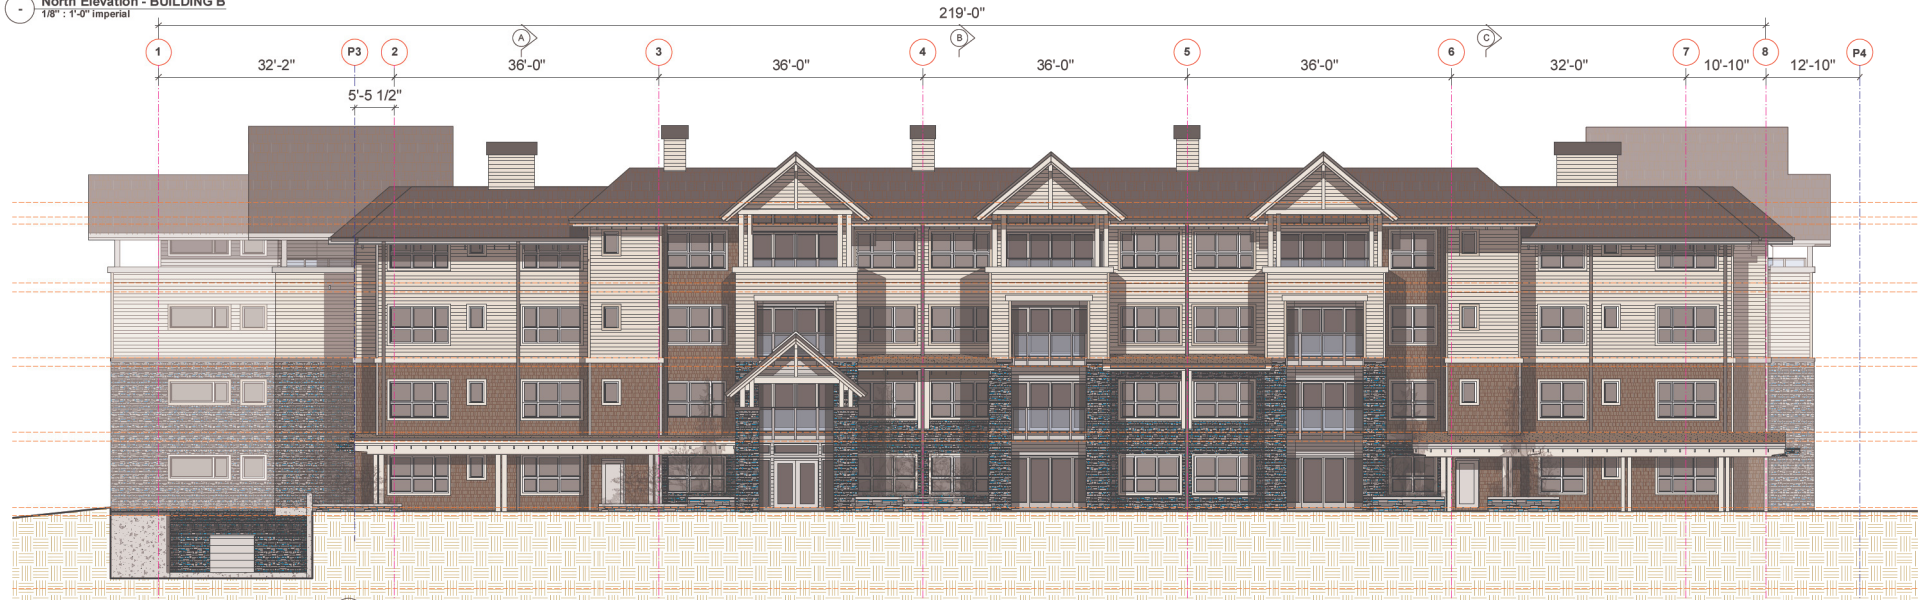 North Elevation - BUILDING B
-
1/8" : 1'-0" imperial
219'-0"
A
B
C
1
P3
2
3
4
5
6
7
8
P4
32'-2"
36'-0"
36'-0"
36'-0"
36'-0"
32'-0"
10'-10"
12'-10"
5'-5 1/2"